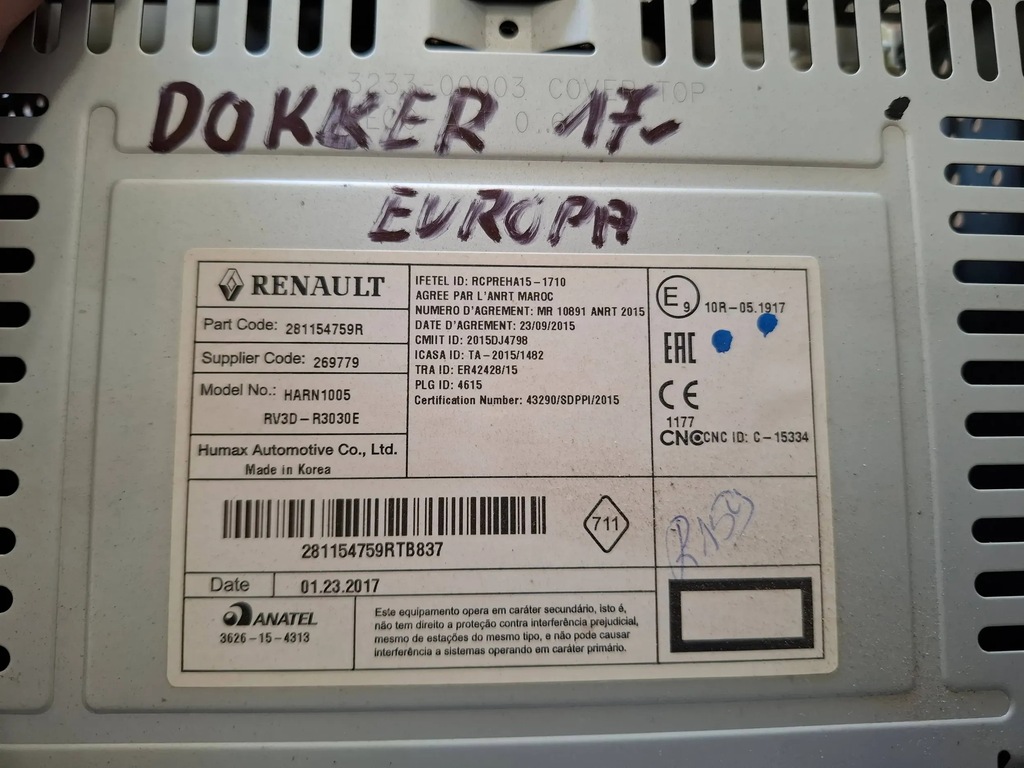 3233-00003 COVER TOP
DOKKER 17-
EUROPA
RENAULT
Part Code: 281154759R
Supplier Code: 269779
Model No.: HARN1005
RV3D-R3030E
Humax Automotive Co., Ltd.
Made in Korea
IFETEL ID: RCPREHA15-1710
AGREE PAR L'ANRT MAROC
NUMERO D'AGREMENT: MR 10891 ANRT 2015
DATE D'AGREMENT: 23/09/2015
CMIIT ID: 2015DJ4798
ICASA ID: TA-2015/1482
TRA ID: ER42428/15
PLG ID: 4615
Certification Number: 43290/SDPPI/2015
E9 10R-05.1917
EAC
CE
1177
CNC CNC ID: C-15334
281154759RTB837
711
Date 01.23.2017
ANATEL
3626-15-4313
Este equipamento opera em caráter secundário, isto é,
não tem direito a proteção contra interferência prejudicial,
mesmo de estações do mesmo tipo, e não pode causar
interferência a sistemas operando em caráter primário.